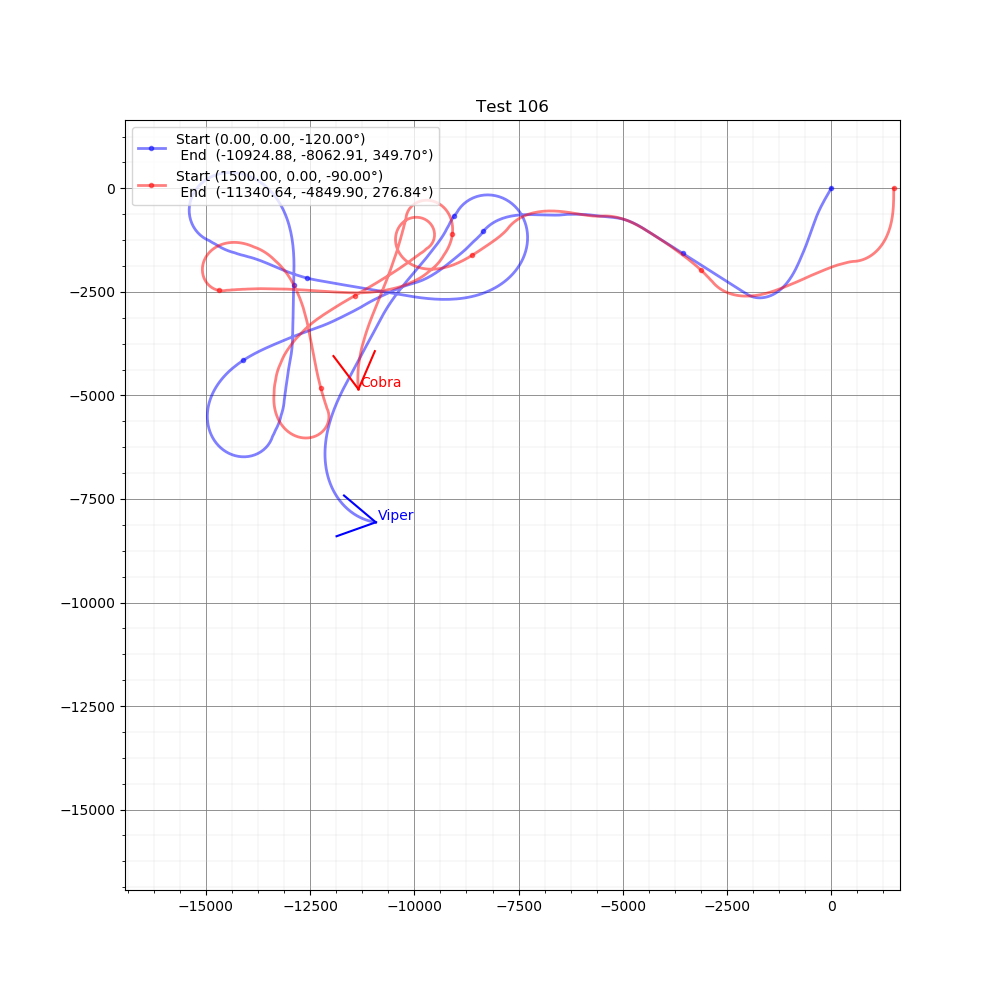 Test 106
Start (0.00, 0.00, -120.00°)
End (-10924.88, -8062.91, 349.70°)
Start (1500.00, 0.00, -90.00°)
End (-11340.64, -4849.90, 276.84°)
0
−2500
−5000
−7500
−10000
−12500
−15000
Cobra
Viper
−15000 −12500 −10000 −7500 −5000 −2500 0